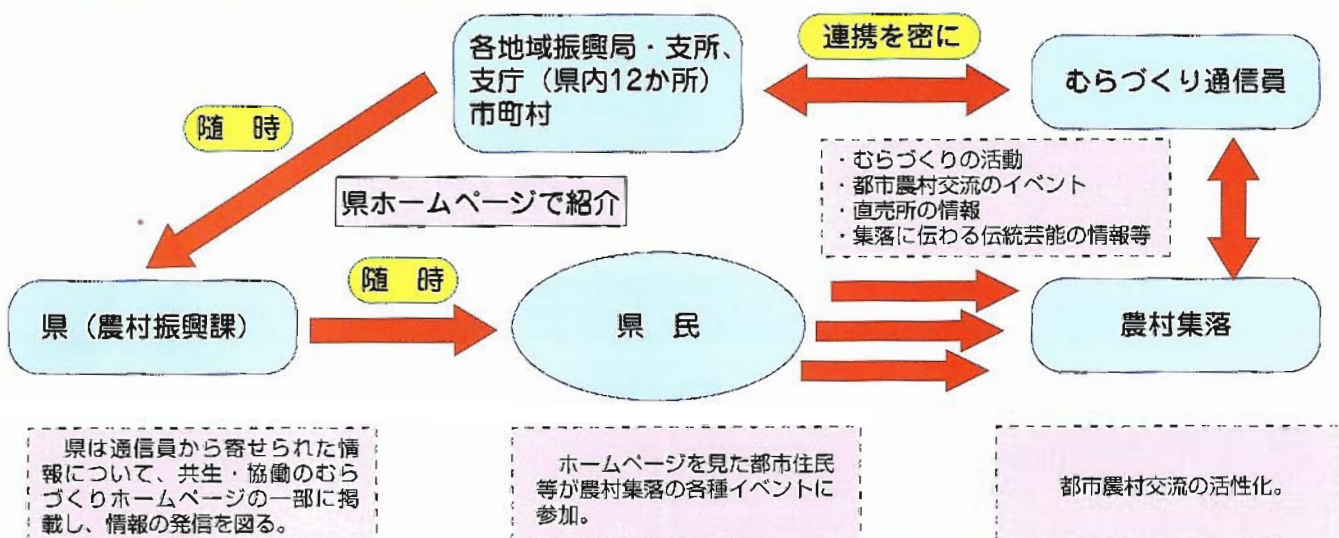 各地域振興局・支所、
支庁（県内12か所）
市町村
連携を密に
むらづくり通信員
随　時
・むらづくりの活動
・都市農村交流のイベント
・直売所の情報
・集落に伝わる伝統芸能の情報等
県ホームページで紹介
県（農村振興課）
随　時
県　民
農村集落
県は通信員から寄せられた情
報について、共生・協働のむら
づくりホームページの一部に掲
載し、情報の発信を図る。
ホームページを見た都市住民
等が農村集落の各種イベントに
参加。
都市農村交流の活性化。